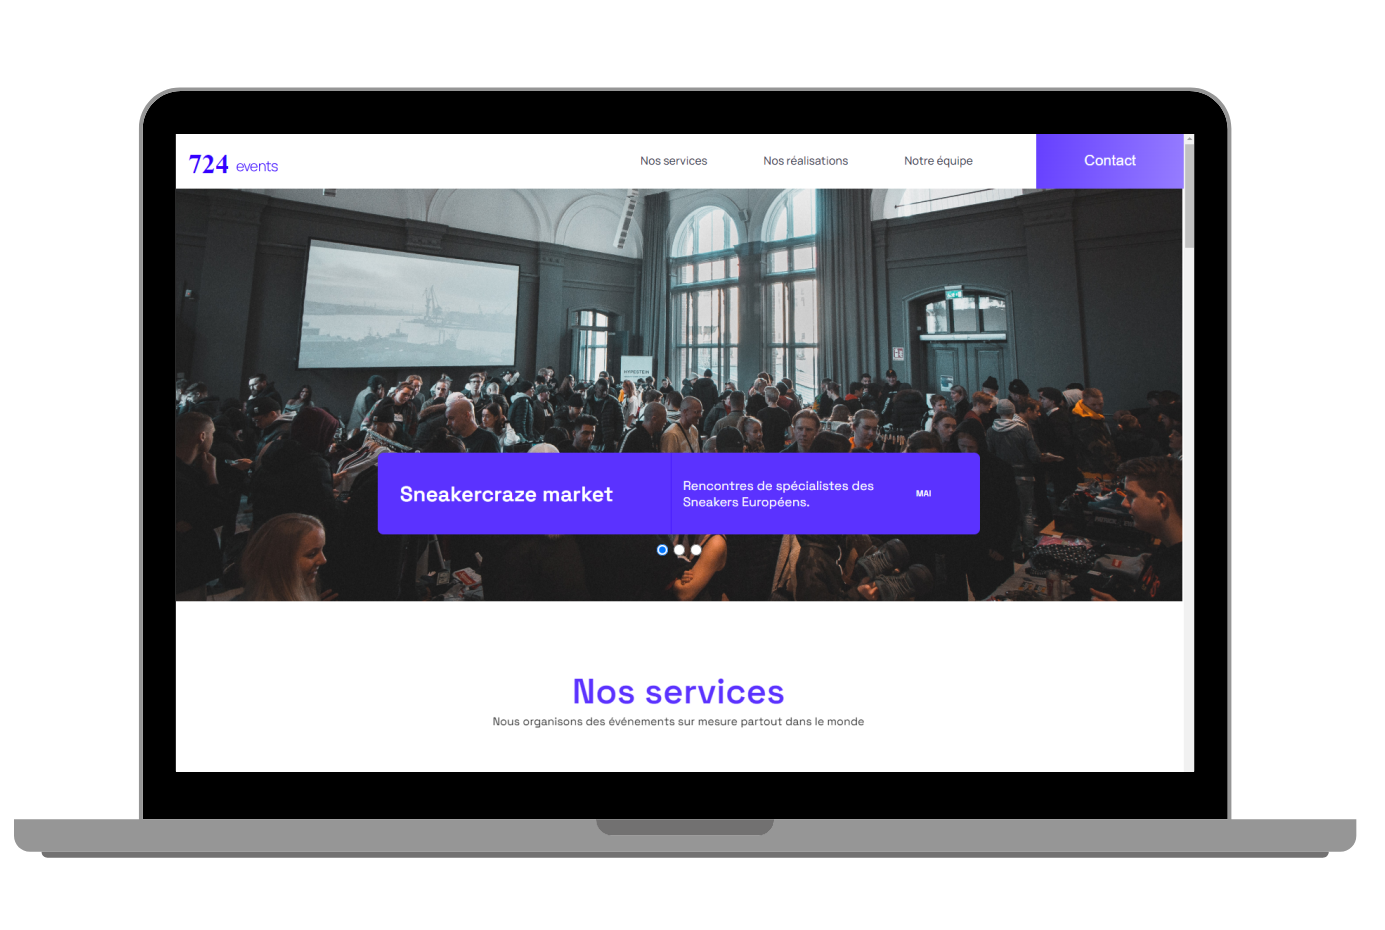 724 events
Nos services
Nos réalisations
Notre équipe
Contact
HYPESTEIN
Sneakercraze market
Rencontres de spécialistes des
Sneakers Européens.
MAI
Nos services
Nous organisons des événements sur mesure partout dans le monde